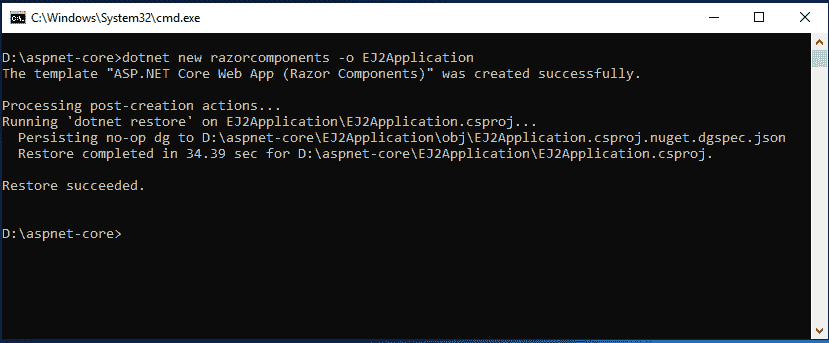 C:\Windows\System32\cmd.exe
D:\aspnet-core>dotnet new razorcomponents -o EJ2Application
The template "ASP.NET Core Web App (Razor Components)" was created successfully.
Processing post-creation actions...
Running 'dotnet restore' on EJ2Application\EJ2Application.csproj...
Persisting no-op dg to D:\aspnet-core\EJ2Application\obj\EJ2Application.csproj.nuget.dgspec.json
Restore completed in 34.39 sec for D:\aspnet-core\EJ2Application\EJ2Application.csproj.
Restore succeeded.
D:\aspnet-core>